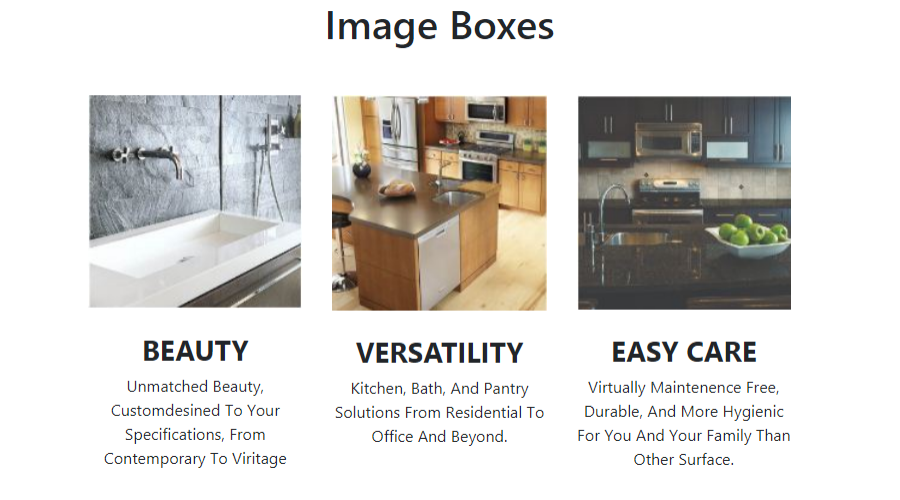 Image Boxes
BEAUTY
Unmatched Beauty,
Customdesined To Your
Specifications, From
Contemporary To Viritage
VERSATILITY
Kitchen, Bath, And Pantry
Solutions From Residential To
Office And Beyond.
EASY CARE
Virtually Maintenence Free,
Durable, And More Hygienic
For You And Your Family Than
Other Surface.